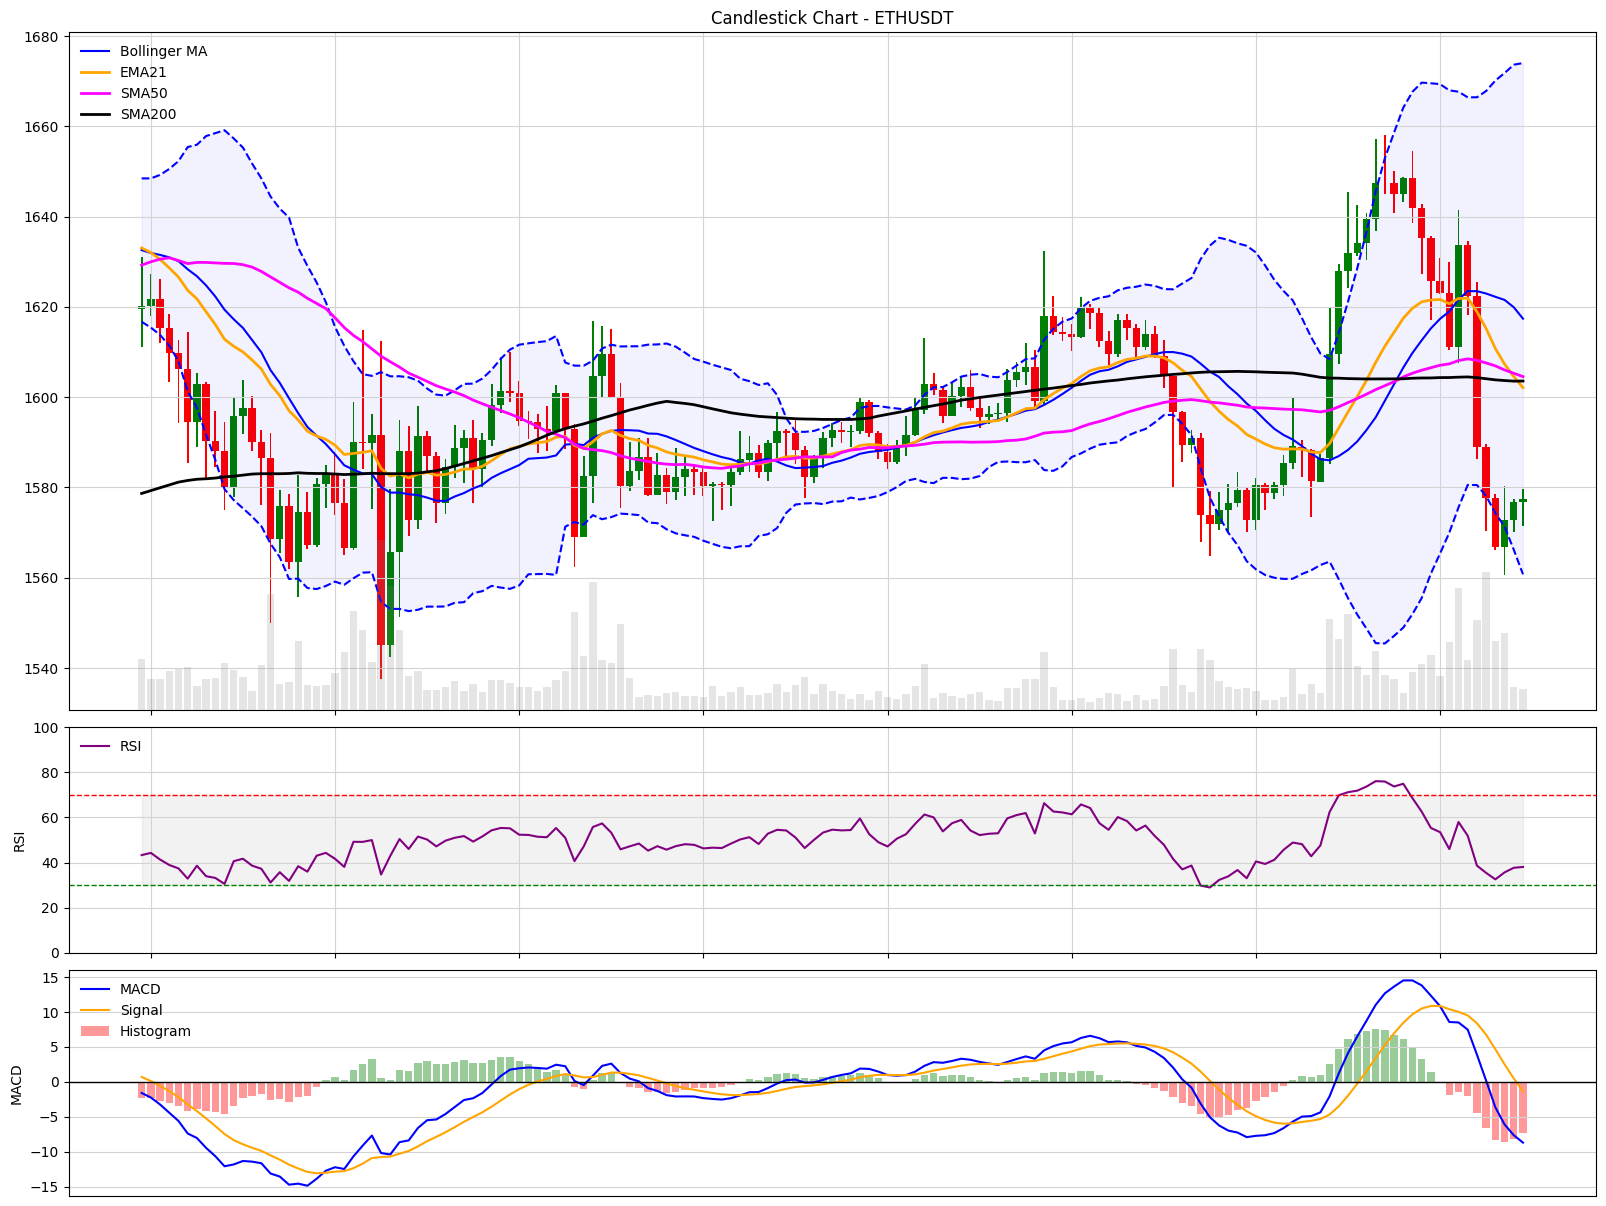 Candlestick Chart - ETHUSDT
1680
1660
1640
1620
1600
1580
1560
1540
Bollinger MA
EMA21
SMA50
SMA200
100
80
60
40
20
0
RSI
RSI
15
10
5
0
−5
−10
−15
MACD
MACD
Signal
Histogram